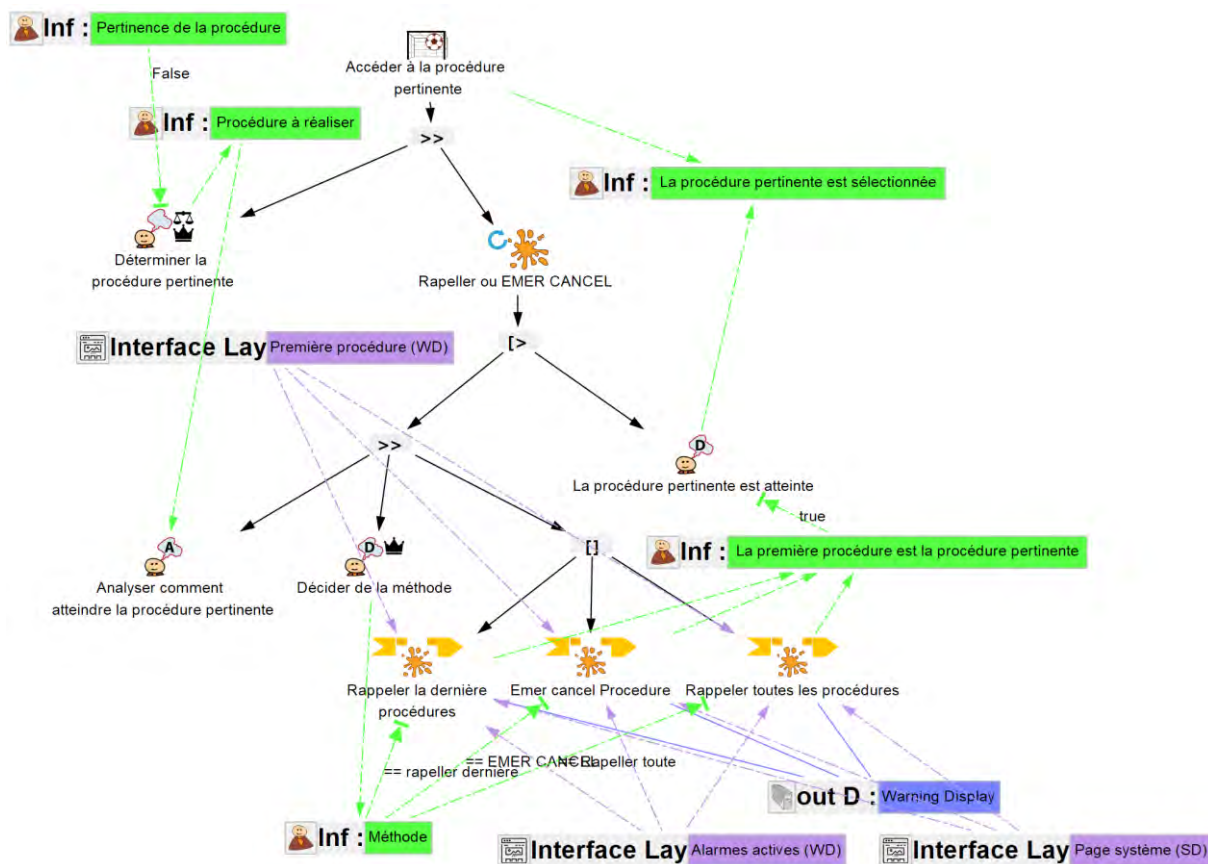 Inf : Pertinence de la procédure
Accéder à la procédure
pertinente
False
Inf : Procédure à réaliser
>>
Inf : La procédure pertinente est sélectionnée
Déterminer la
procédure pertinente
Rapeller ou EMER CANCEL
Interface Lay Première procédure (WD)
[>
>>
D
La procédure pertinente est atteinte
true
A
D
[]
Inf : La première procédure est la procédure pertinente
Analyser comment
atteindre la procédure pertinente
Décider de la méthode
Rappeler la dernière
procédures
Emer cancel Procedure
Rappeler toutes les procédures
== rapeller dernière
== EMER CANCEL
== Rapeller toute
out D : Warning Display
Inf : Méthode
Interface Lay Alarmes actives (WD)
Interface Lay Page système (SD)